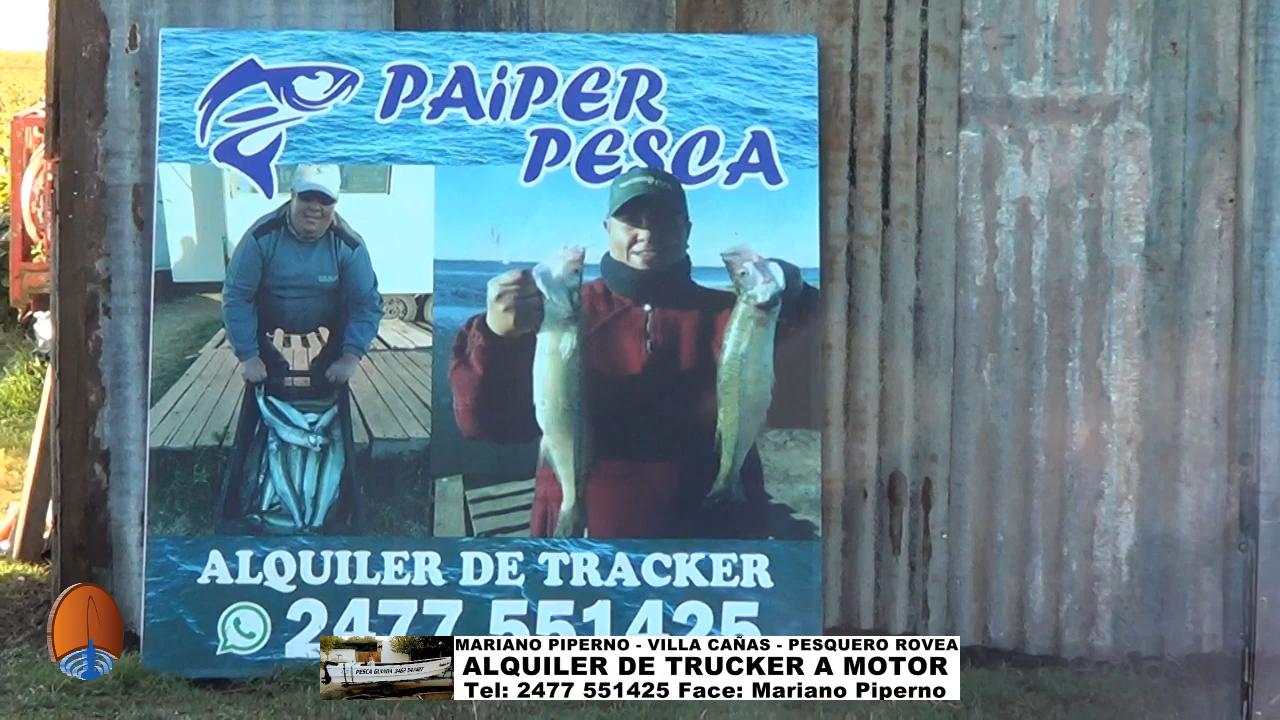 PAiPER
PESCA
ALQUILER DE TRACKER
2477 551425
MARIANO PIPERNO - VILLA CAÑAS - PESQUERO ROVEA
ALQUILER DE TRUCKER A MOTOR
Tel: 2477 551425 Face: Mariano Piperno